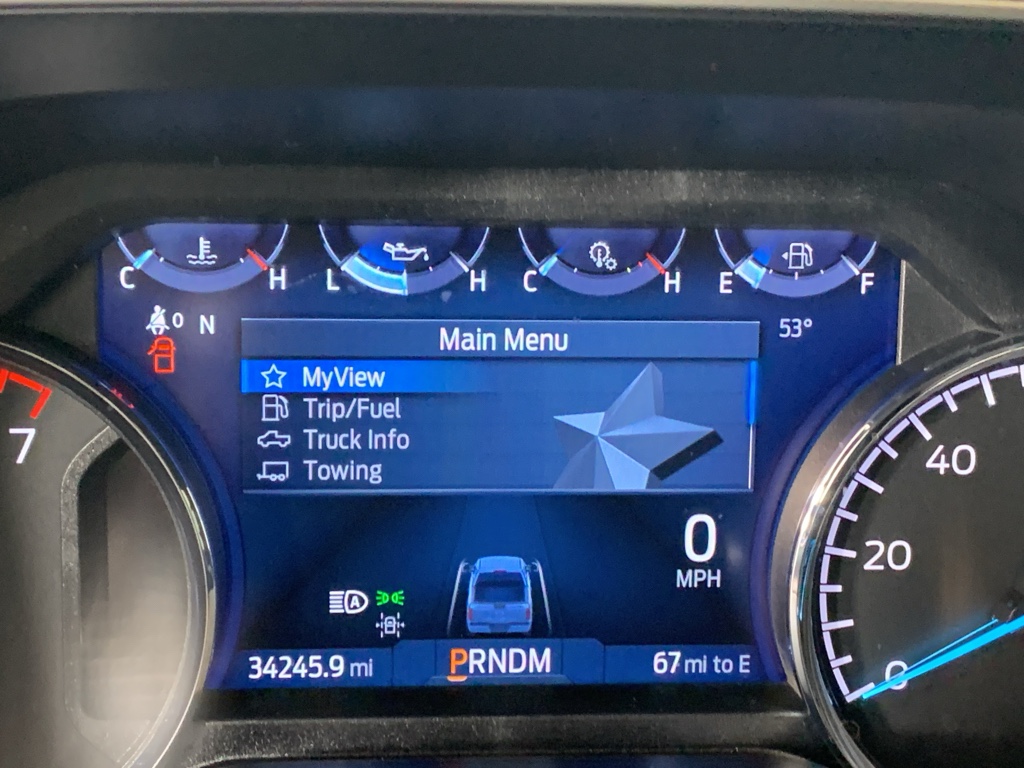 C H L H C H E F
0 N
53°
Main Menu
MyView
Trip/Fuel
Truck Info
Towing
7
40
20
0
0
MPH
A
34245.9 mi
PRNDM
67 mi to E